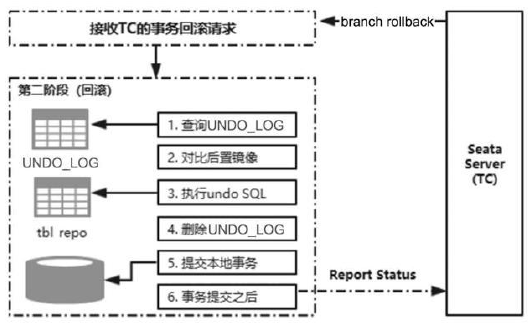 接收TC的事务回滚请求
branch rollback
第二阶段（回滚）
1. 查询UNDO_LOG
UNDO_LOG
2. 对比后置镜像
3. 执行undo SQL
tbl repo
4. 删除UNDO_LOG
5. 提交本地事务
6. 事务提交之后
Report Status
Seata
Server
(TC)